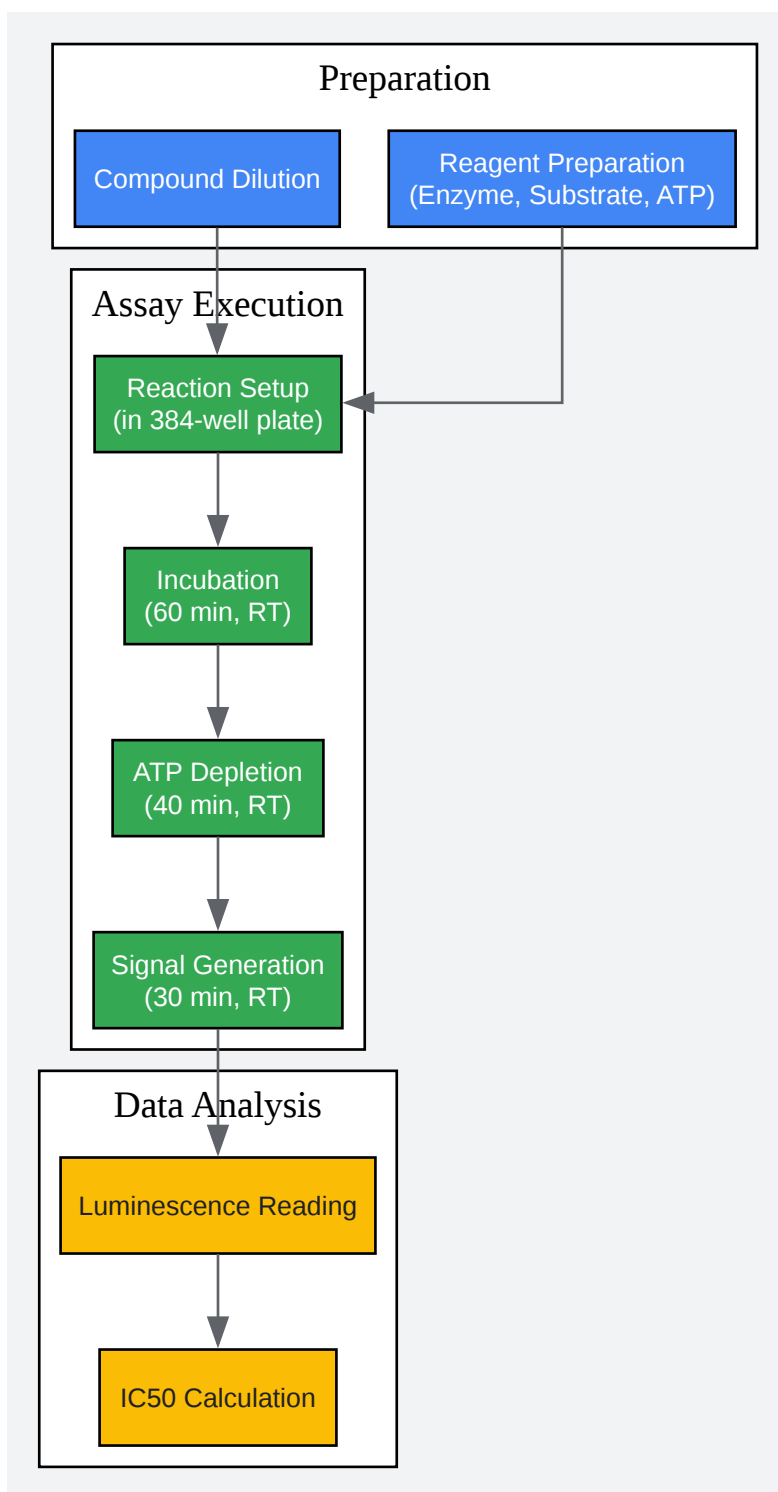 Preparation
Compound Dilution
Reagent Preparation
(Enzyme, Substrate, ATP)
Assay Execution
Reaction Setup
(in 384-well plate)
Incubation
(60 min, RT)
ATP Depletion
(40 min, RT)
Signal Generation
(30 min, RT)
Data Analysis
Luminescence Reading
IC50 Calculation